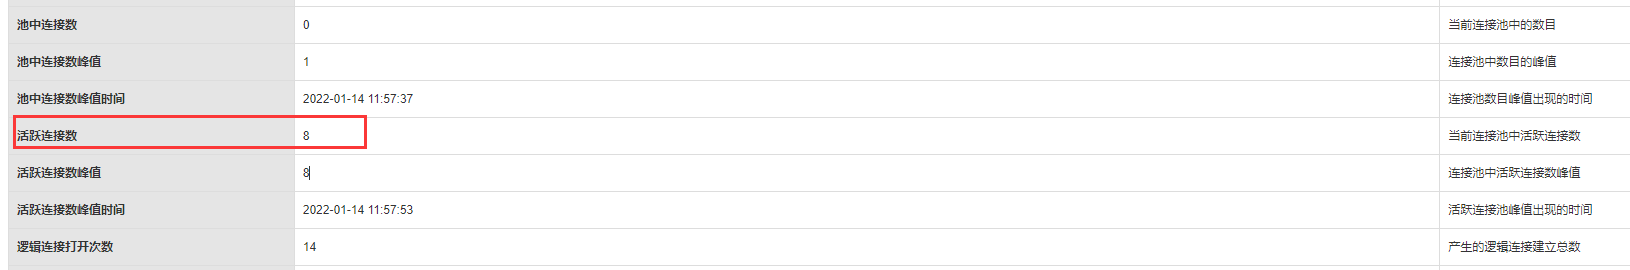 池中连接数 0 当前连接池中的数目
池中连接数峰值 1 连接池中数目的峰值
池中连接数峰值时间 2022-01-14 11:57:37 连接池数目峰值出现的时间
活跃连接数 8 当前连接池中活跃连接数
活跃连接数峰值 8 连接池中活跃连接数峰值
活跃连接数峰值时间 2022-01-14 11:57:53 活跃连接池峰值出现的时间
逻辑连接打开次数 14 产生的逻辑连接建立总数